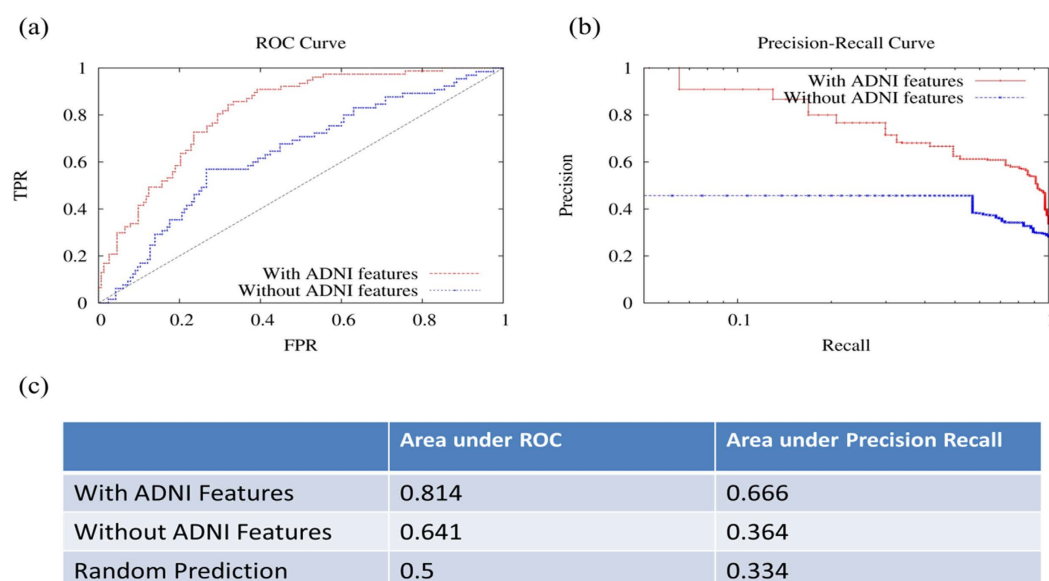 (a)
ROC Curve
1
0.8
0.6
0.4
0.2
0
TPR
With ADNI features
Without ADNI features
0 0.2 0.4 0.6 0.8 1
FPR
(b)
Precision-Recall Curve
1
0.8
0.6
0.4
0.2
0
Precision
With ADNI features
Without ADNI features
0.1 1
Recall
(c)
Area under ROC Area under Precision Recall
With ADNI Features 0.814 0.666
Without ADNI Features 0.641 0.364
Random Prediction 0.5 0.334